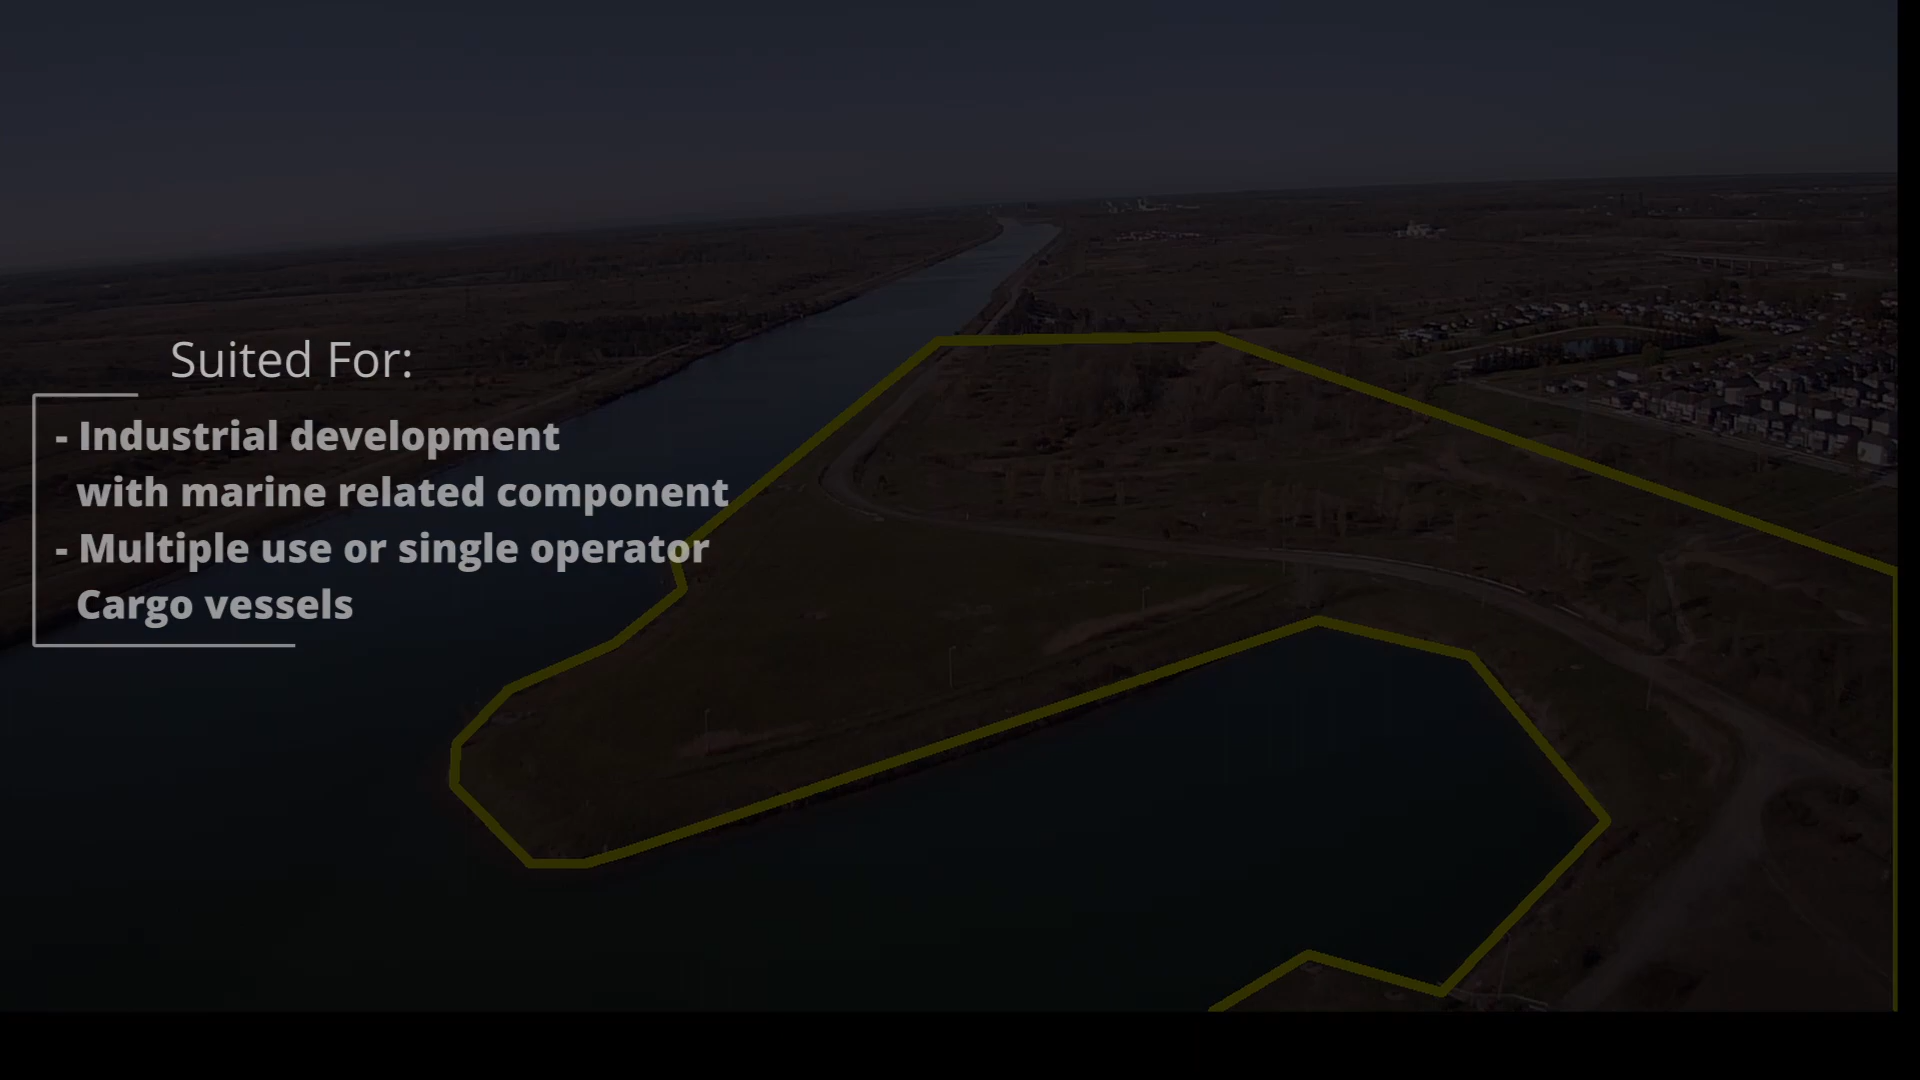 Suited For:
- Industrial development
with marine related component
- Multiple use or single operator
Cargo vessels